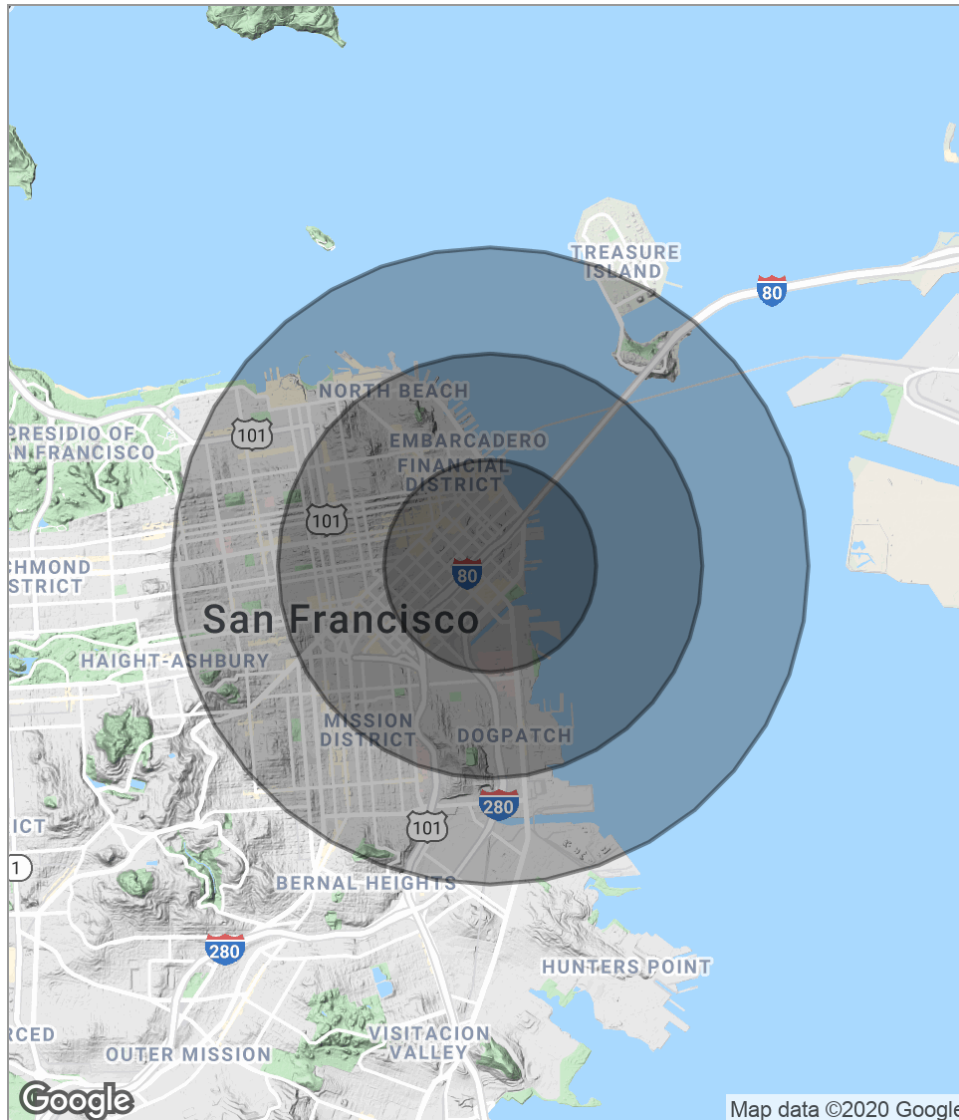 TREASURE
ISLAND
80
NORTH BEACH
101
PRESIDIO OF
AN FRANCISCO
EMBARCADERO
FINANCIAL
DISTRICT
101
CHMOND
STRICT
80
San Francisco
HAIGHT-ASHBURY
MISSION
DISTRICT
DOGPATCH
280
RICT
101
1
BERNAL HEIGHTS
280
HUNTERS POINT
RCED
OUTER MISSION
VISITACION
VALLEY
Google
Map data ©2020 Google